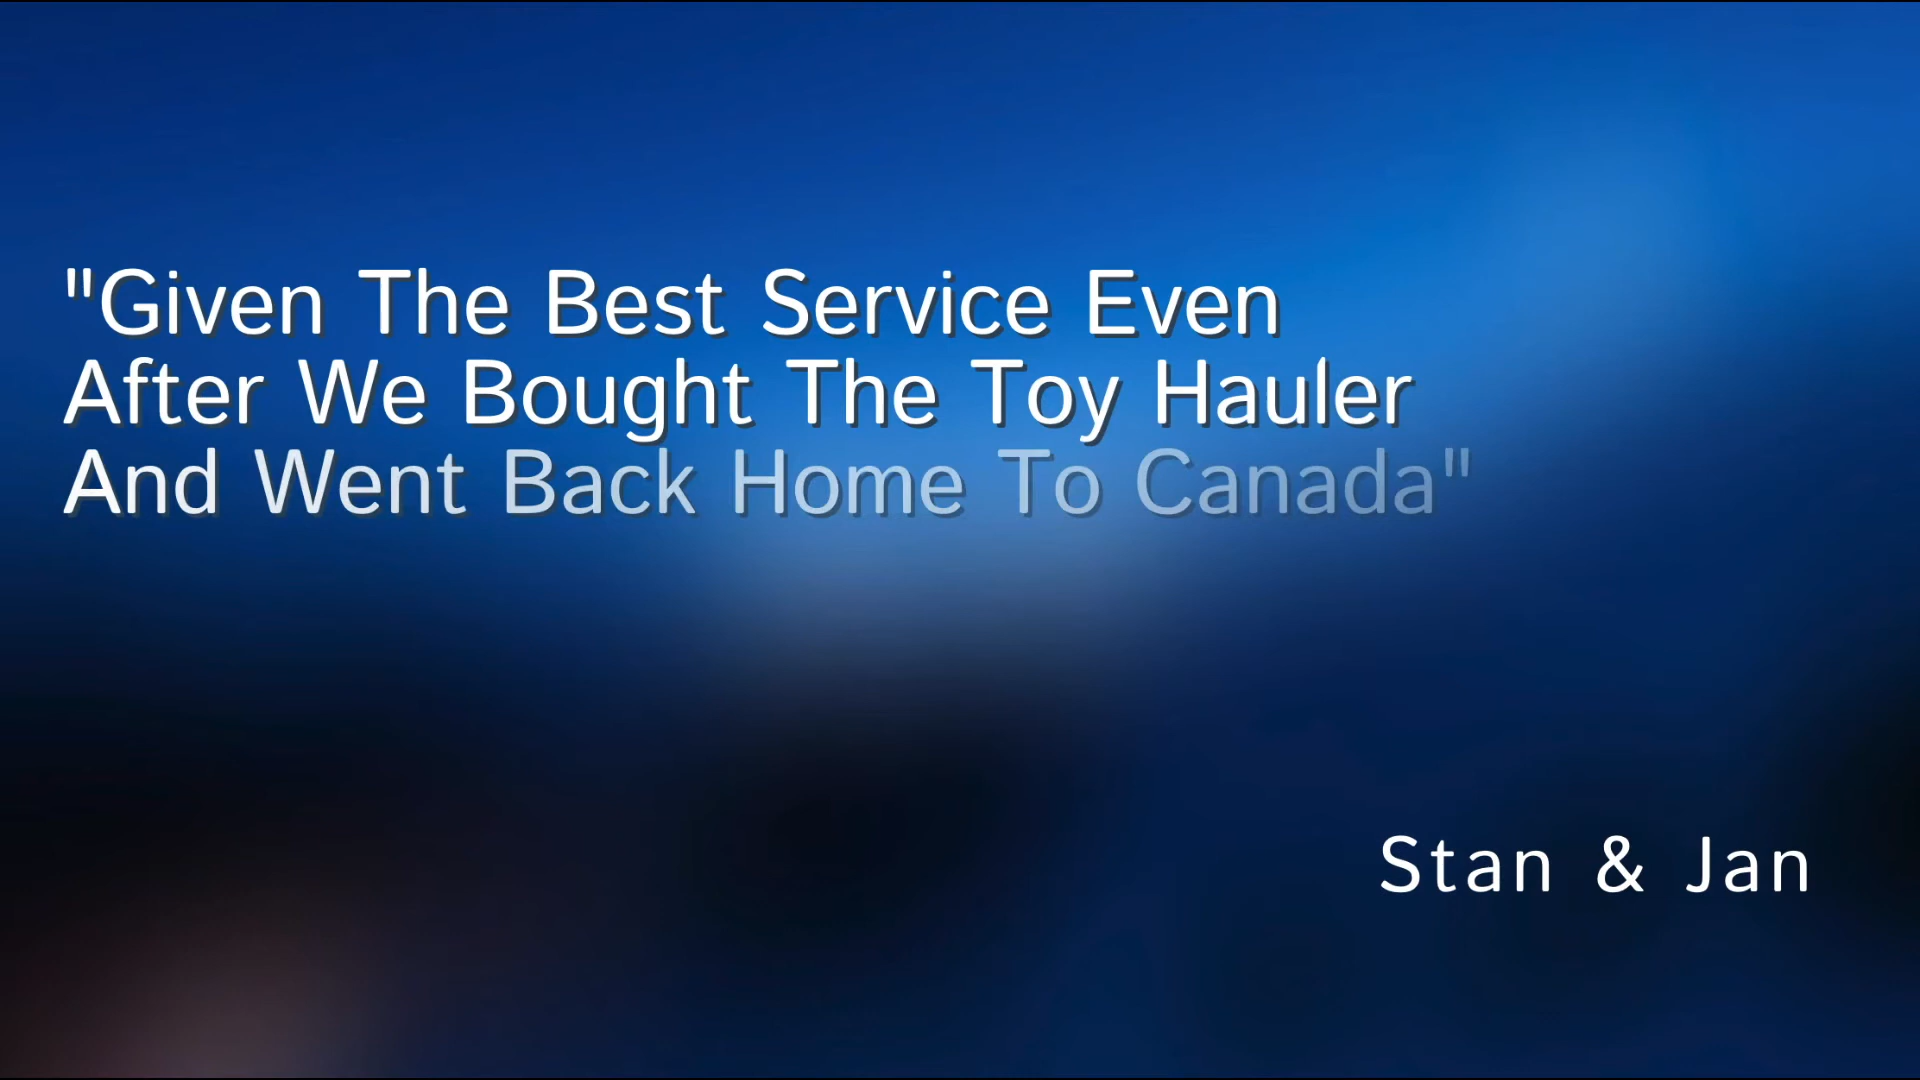 "Given The Best Service Even
After We Bought The Toy Hauler
And Went Back Home To Canada"
Stan & Jan